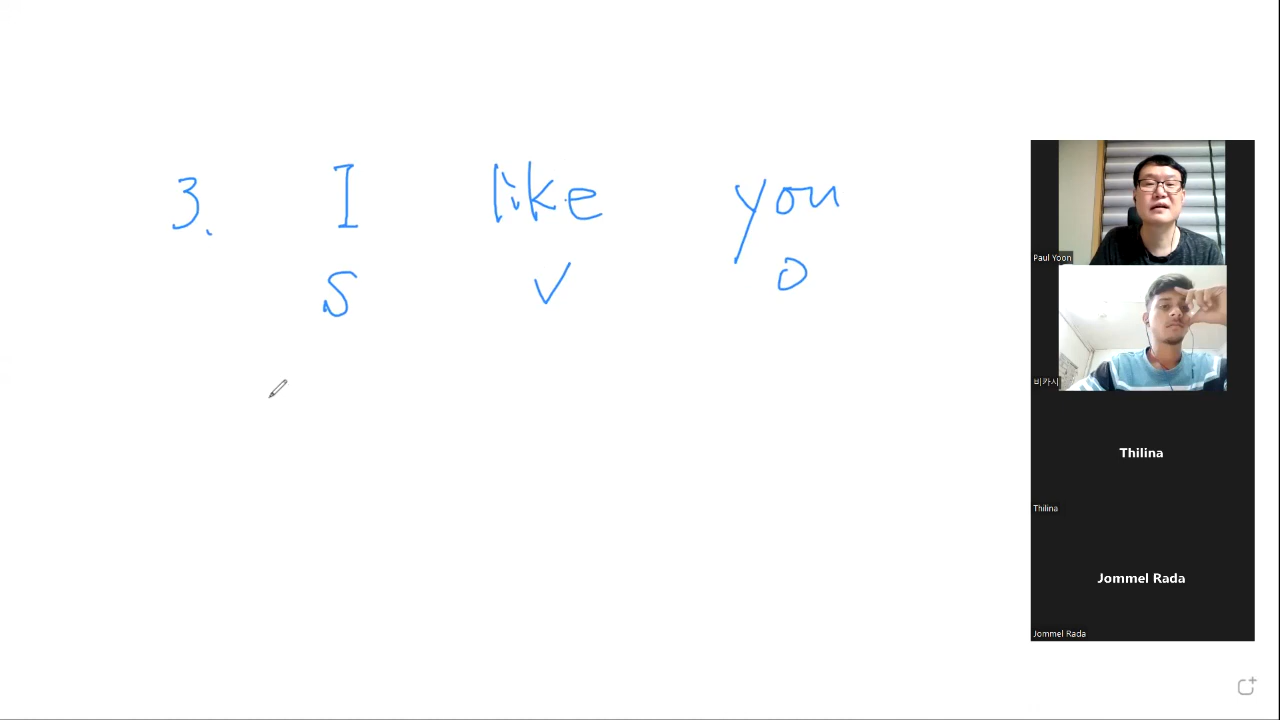 3. I like you
S V O
Paul Yoon
비카시
Thilina
Thilina
Jommel Rada
Jommel Rada